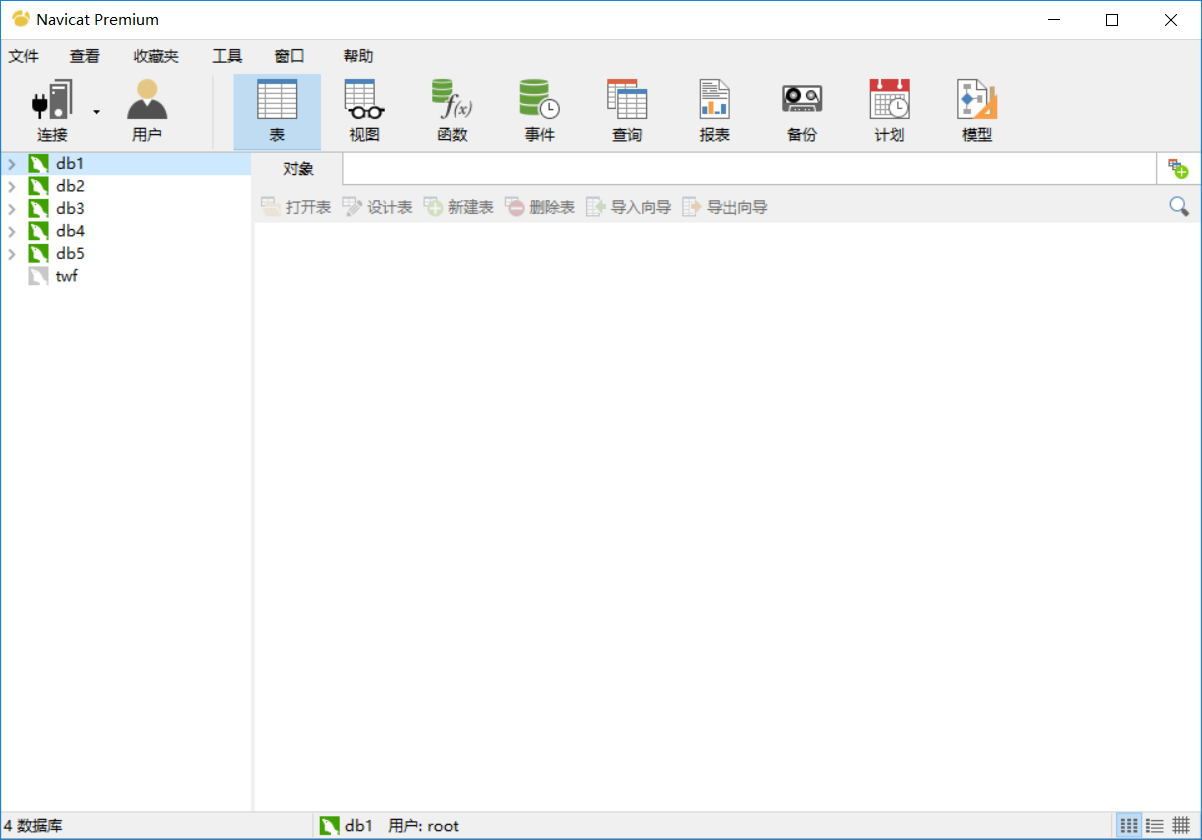 Navicat Premium
文件 查看 收藏夹 工具 窗口 帮助
连接 用户 表 视图 函数 事件 查询 报表 备份 计划 模型
db1
db2
db3
db4
db5
twf
对象
打开表 设计表 新建表 删除表 导入向导 导出向导
4 数据库 db1 用户: root